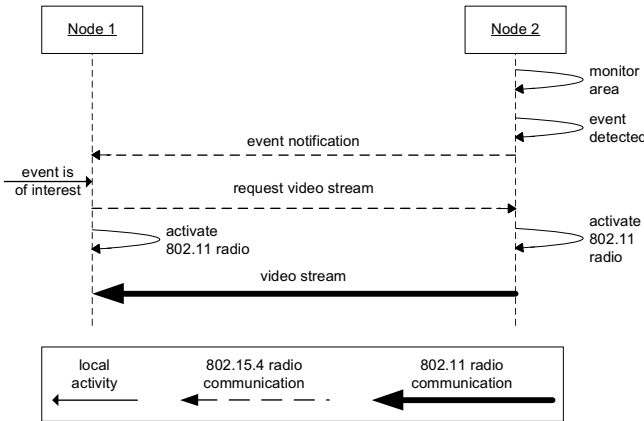 Node 1
Node 2
monitor
area
event
detected
event notification
event is
of interest
request video stream
activate
802.11 radio
activate
802.11
radio
video stream
local
activity
802.15.4 radio
communication
802.11 radio
communication